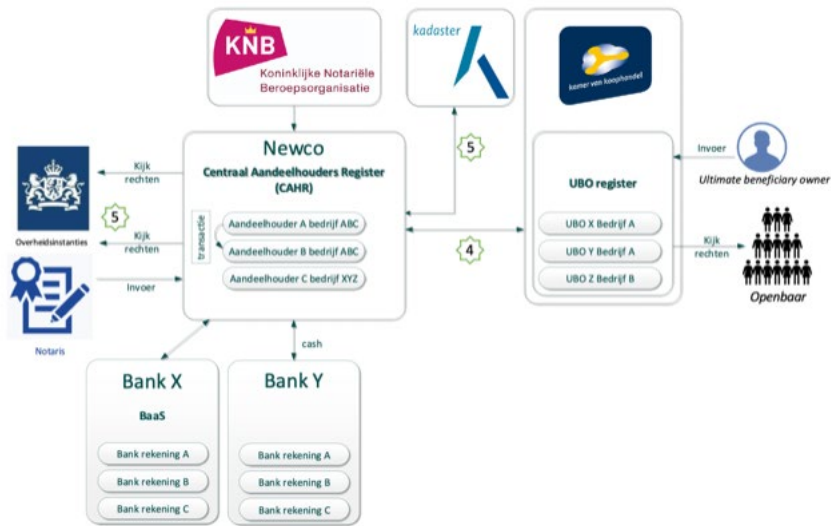 KNB
Koninklijke Notariële
Beroepsorganisatie
kadaster
kamer van koophandel
Newco
Centraal Aandeelhouders Register
(CAHR)
transactie
Aandeelhouder A bedrijf ABC
Aandeelhouder B bedrijf ABC
Aandeelhouder C bedrijf XYZ
Kijk
rechten
5
Overheidsinstanties
Kijk
rechten
Invoer
Notaris
5
4
UBO register
UBO X Bedrijf A
UBO Y Bedrijf A
UBO Z Bedrijf B
Invoer
Ultimate beneficiary owner
Kijk
rechten
Openbaar
cash
Bank X
BaaS
Bank rekening A
Bank rekening B
Bank rekening C
Bank Y
Bank rekening A
Bank rekening B
Bank rekening C